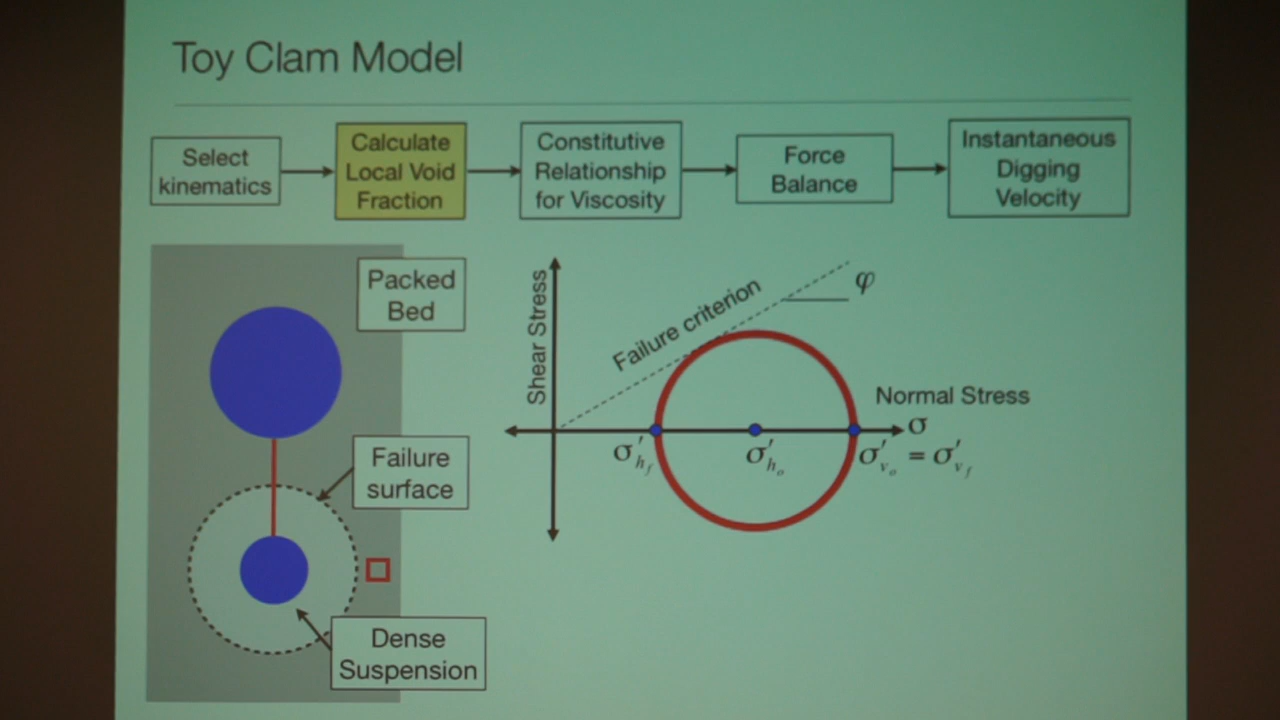 Toy Clam Model
Select
kinematics
Calculate
Local Void
Fraction
Constitutive
Relationship
for Viscosity
Force
Balance
Instantaneous
Digging
Velocity
Packed
Bed
Failure
surface
Dense
Suspension
Shear Stress
Failure criterion
φ
Normal Stress
σ
σ′hf
σ′ho
σ′vo = σ′vf